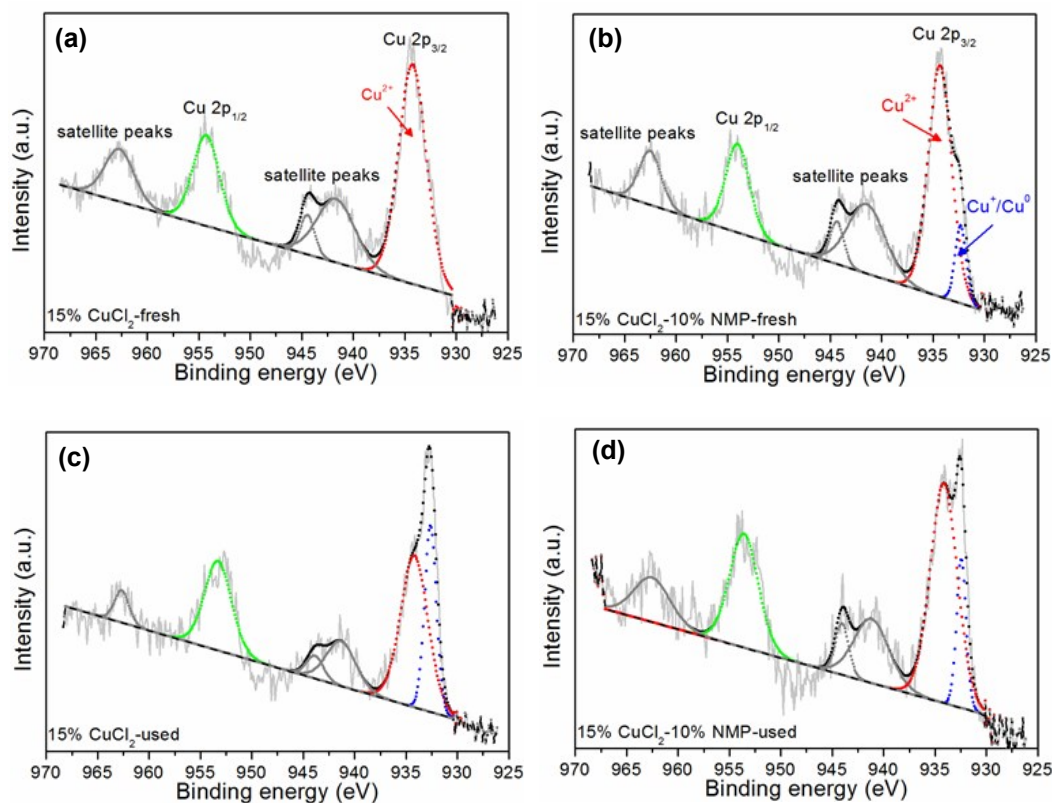 (a)
Cu 2p3/2
Cu2+
Cu 2p1/2
satellite peaks
satellite peaks
Intensity (a.u.)
15% CuCl2-fresh
970 965 960 955 950 945 940 935 930 925
Binding energy (eV)
(b)
Cu 2p3/2
Cu2+
Cu 2p1/2
satellite peaks
satellite peaks
Cu+/Cu0
Intensity (a.u.)
15% CuCl2-10% NMP-fresh
970 965 960 955 950 945 940 935 930 925
Binding energy (eV)
(c)
Intensity (a.u.)
15% CuCl2-used
970 965 960 955 950 945 940 935 930 925
Binding energy (eV)
(d)
Intensity (a.u.)
15% CuCl2-10% NMP-used
970 965 960 955 950 945 940 935 930 925
Binding energy (eV)